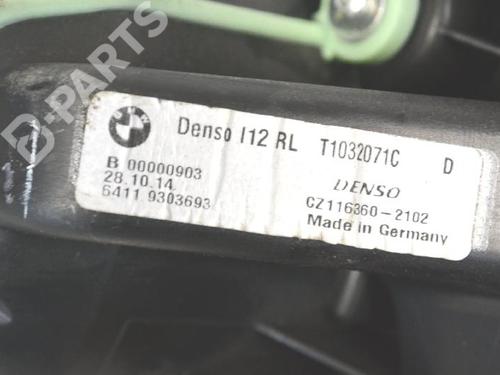 B-PARTS
BMW
Denso I12 RL T1032071C D
B 00000903
28.10.14
6411 9303693
DENSO
CZ116360-2102
Made in Germany